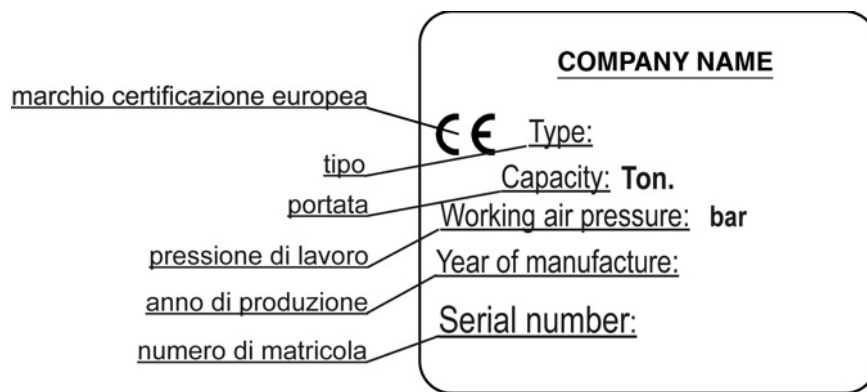 COMPANY NAME
marchio certificazione europea
CE Type:
tipo
Capacity: Ton.
portata
Working air pressure: bar
pressione di lavoro
Year of manufacture:
anno di produzione
Serial number:
numero di matricola